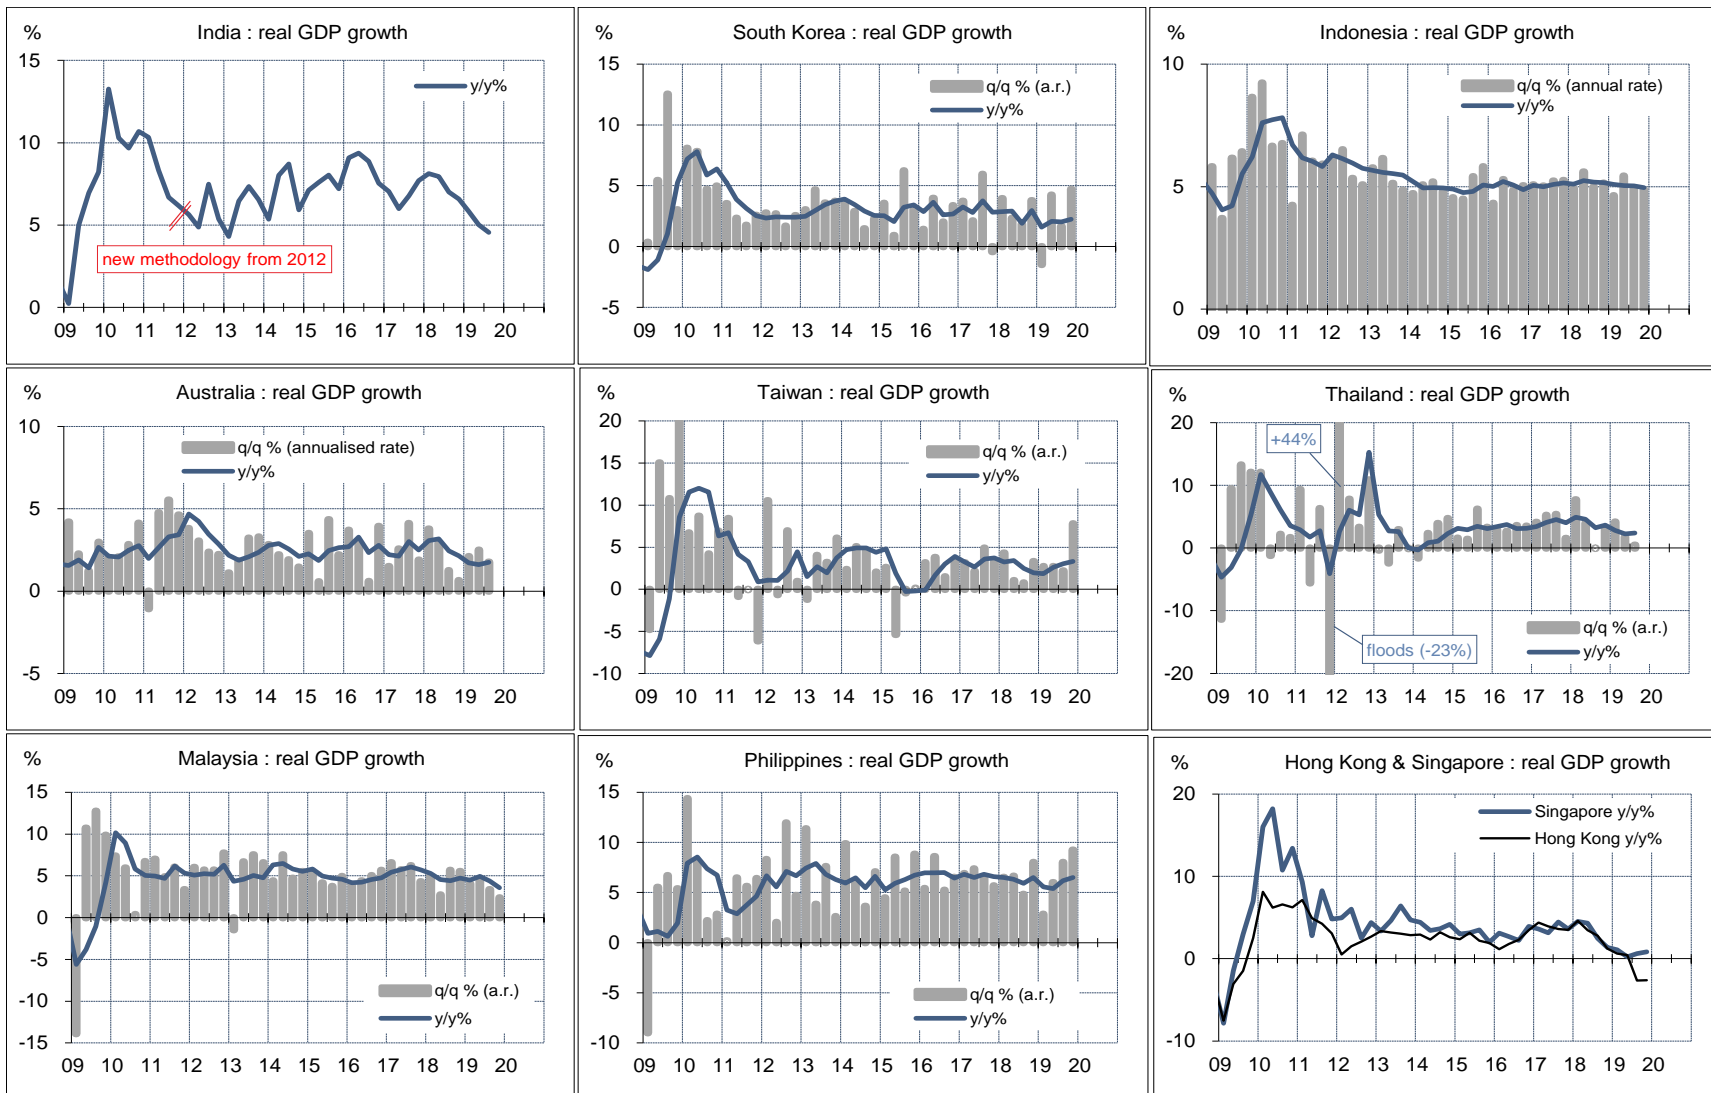 India : real GDP growth
%
y/y%
15
10
5
0
new methodology from 2012
09 10 11 12 13 14 15 16 17 18 19 20
South Korea : real GDP growth
%
q/q % (a.r.)
y/y%
15
10
5
0
-5
09 10 11 12 13 14 15 16 17 18 19 20
Indonesia : real GDP growth
%
q/q % (annual rate)
y/y%
10
5
0
09 10 11 12 13 14 15 16 17 18 19 20
Australia : real GDP growth
%
q/q % (annualised rate)
y/y%
10
5
0
-5
09 10 11 12 13 14 15 16 17 18 19 20
Taiwan : real GDP growth
%
q/q % (a.r.)
y/y%
20
15
10
5
0
-5
-10
09 10 11 12 13 14 15 16 17 18 19 20
Thailand : real GDP growth
%
+44%
floods (-23%)
q/q % (a.r.)
y/y%
20
10
0
-10
-20
09 10 11 12 13 14 15 16 17 18 19 20
Malaysia : real GDP growth
%
q/q % (a.r.)
y/y%
15
10
5
0
-5
-10
-15
09 10 11 12 13 14 15 16 17 18 19 20
Philippines : real GDP growth
%
q/q % (a.r.)
y/y%
15
10
5
0
-5
-10
09 10 11 12 13 14 15 16 17 18 19 20
Hong Kong & Singapore : real GDP growth
%
Singapore y/y%
Hong Kong y/y%
20
10
0
-10
09 10 11 12 13 14 15 16 17 18 19 20